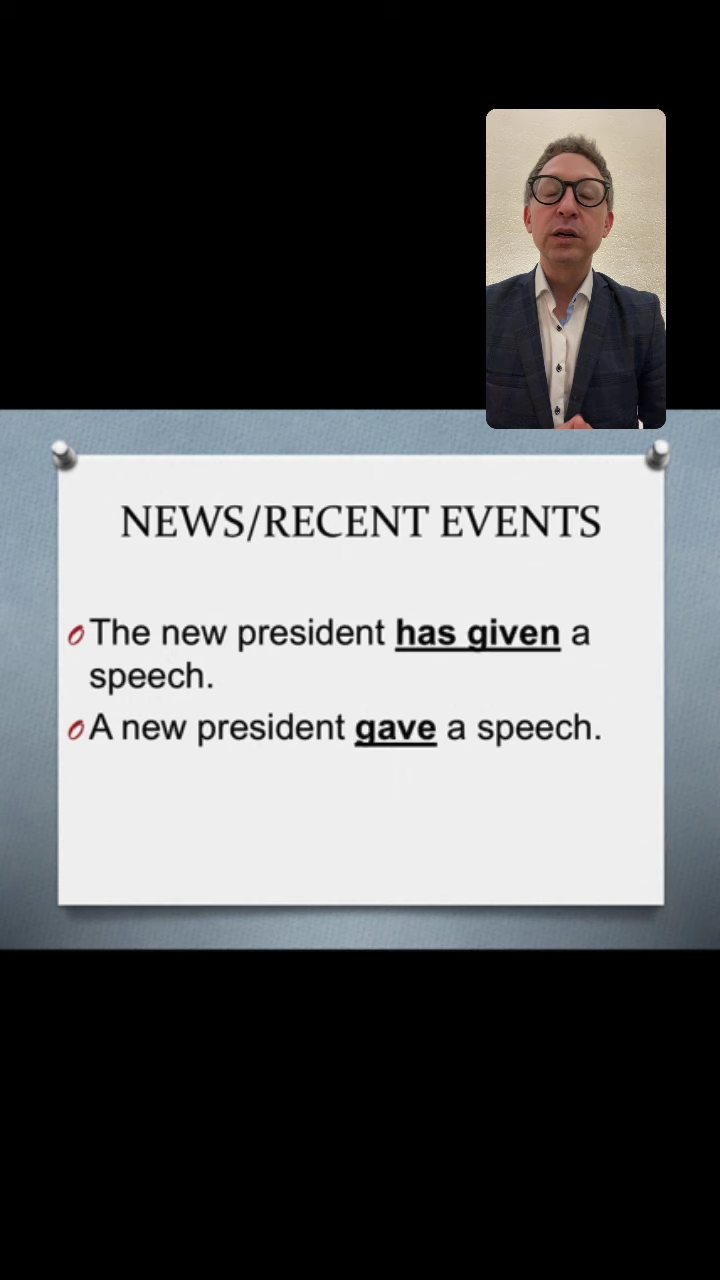 NEWS/RECENT EVENTS
The new president has given a
speech.
A new president gave a speech.